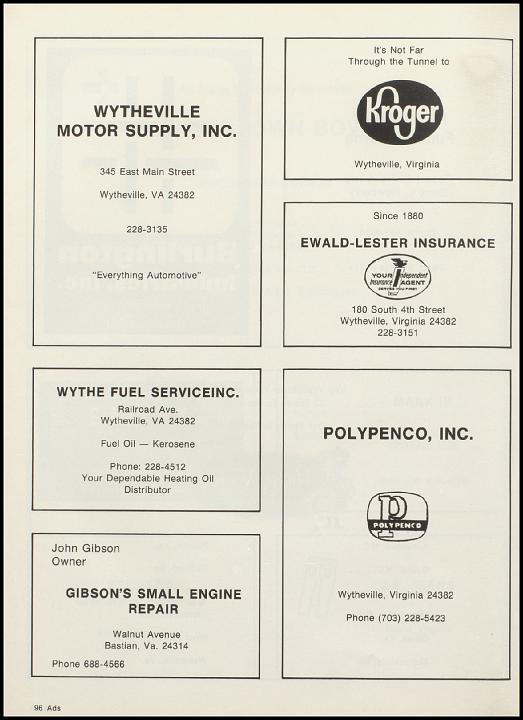 WYTHEVILLE
MOTOR SUPPLY, INC.
345 East Main Street
Wytheville, VA 24382
228-3135
"Everything Automotive"
It's Not Far
Through the Tunnel to
Kroger
Wytheville, Virginia
Since 1880
EWALD-LESTER INSURANCE
YOUR Independent
Insurance AGENT
SERVES YOU FIRST
180 South 4th Street
Wytheville, Virginia 24382
228-3151
WYTHE FUEL SERVICEINC.
Railroad Ave.
Wytheville, VA 24382
Fuel Oil — Kerosene
Phone: 228-4512
Your Dependable Heating Oil
Distributor
POLYPENCO, INC.
P
POLYPENCO
Wytheville, Virginia 24382
Phone (703) 228-5423
John Gibson
Owner
GIBSON'S SMALL ENGINE
REPAIR
Walnut Avenue
Bastian, Va. 24314
Phone 688-4566
96 Ads